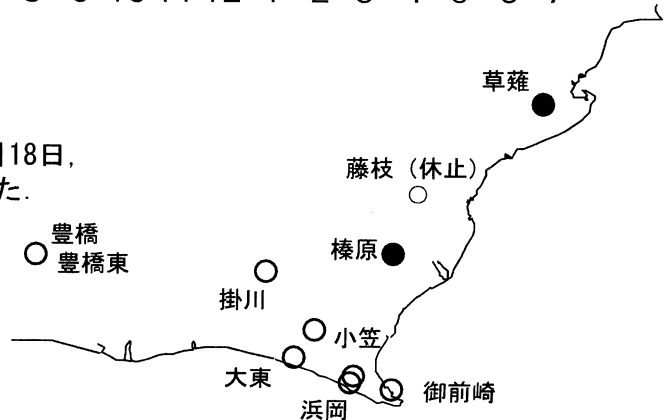 月18日,
た.
草薙
藤枝（休止）
豊橋
豊橋東
榛原
掛川
小笠
大東
御前崎
浜岡